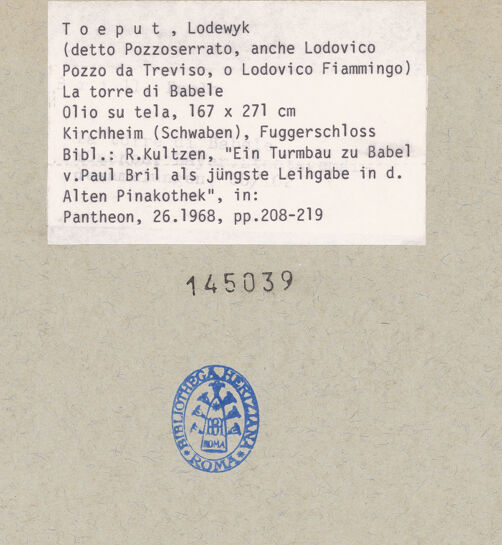 T o e p u t , Lodewyk
(detto Pozzoserrato, anche Lodovico
Pozzo da Treviso, o Lodovico Fiammingo)
La torre di Babele
Olio su tela, 167 x 271 cm
Kirchheim (Schwaben), Fuggerschloss
Bibl.: R.Kultzen, "Ein Turmbau zu Babel
v.Paul Bril als jüngste Leihgabe in d.
Alten Pinakothek", in:
Pantheon, 26.1968, pp.208-219
145039
BIBLIOTHECA HERTZIANA
ROMA
ROMA